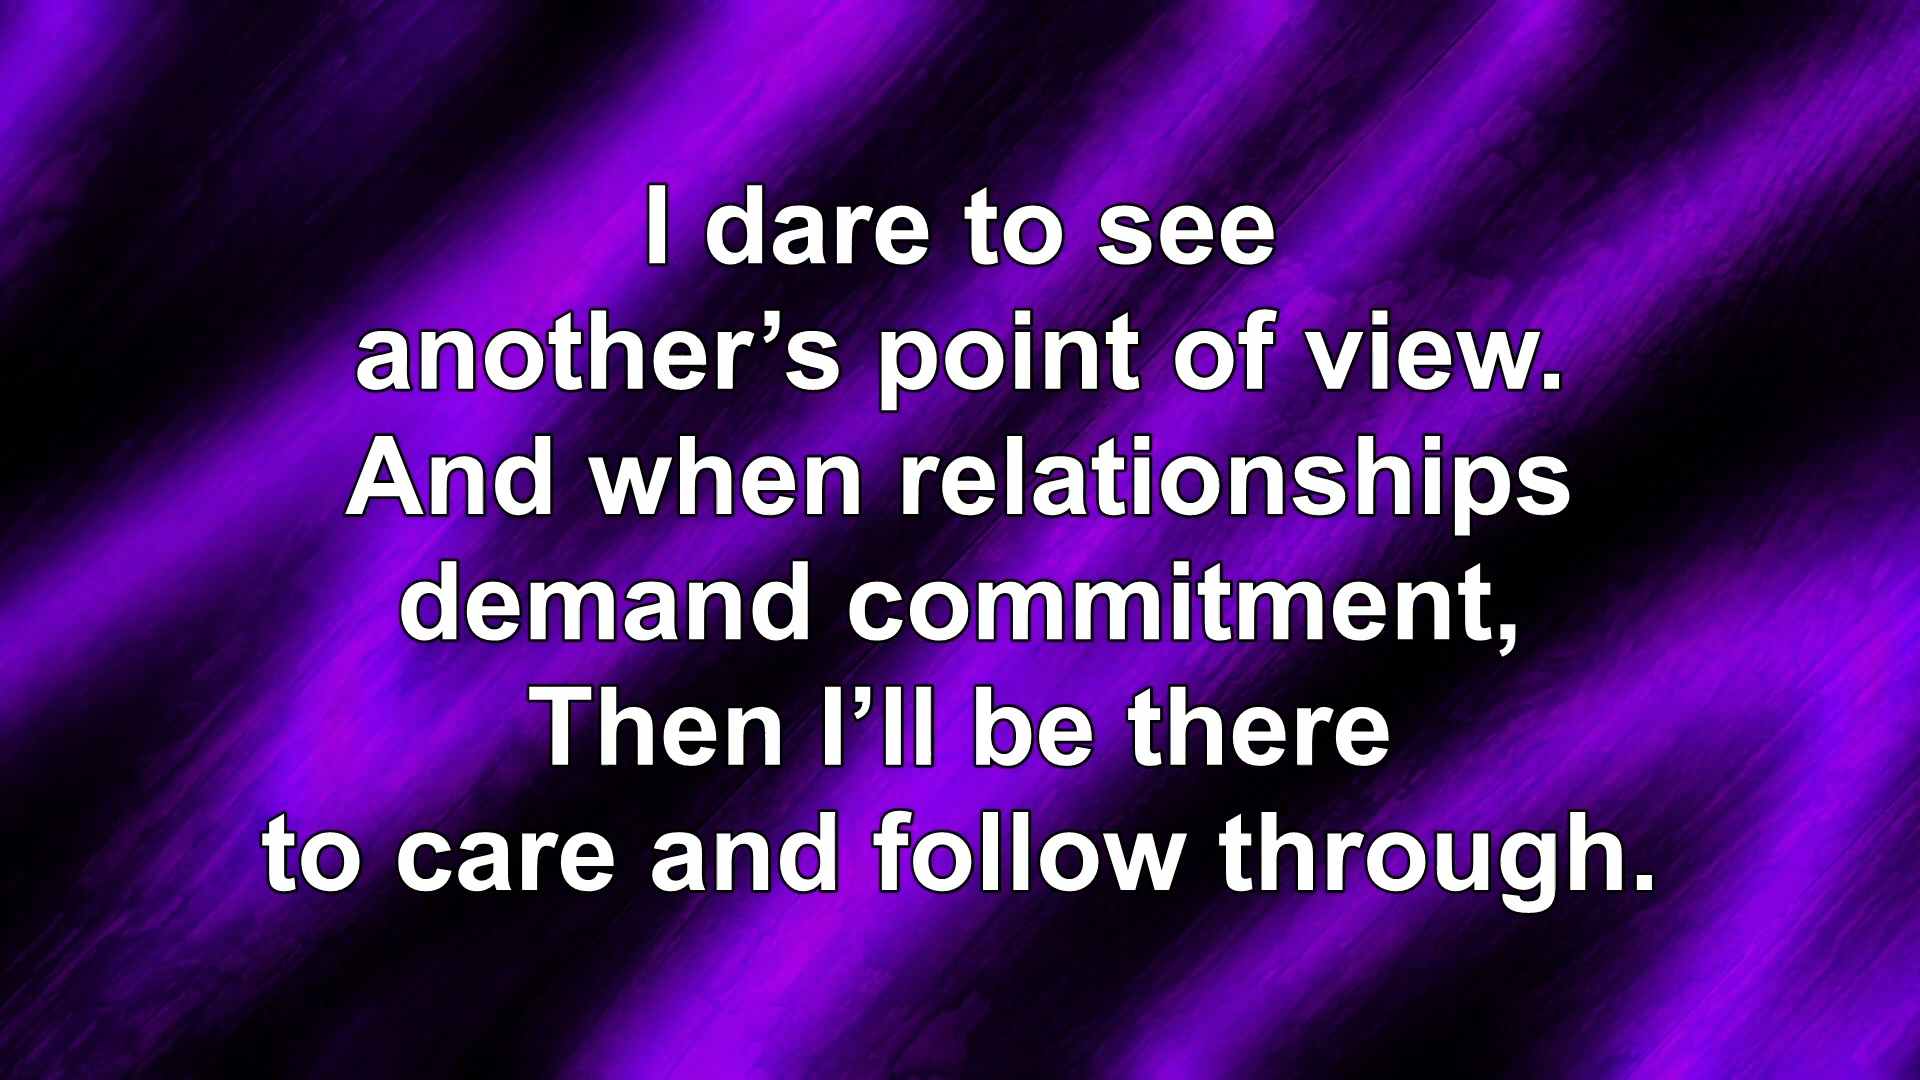 I dare to see
another’s point of view.
And when relationships
demand commitment,
Then I’ll be there
to care and follow through.